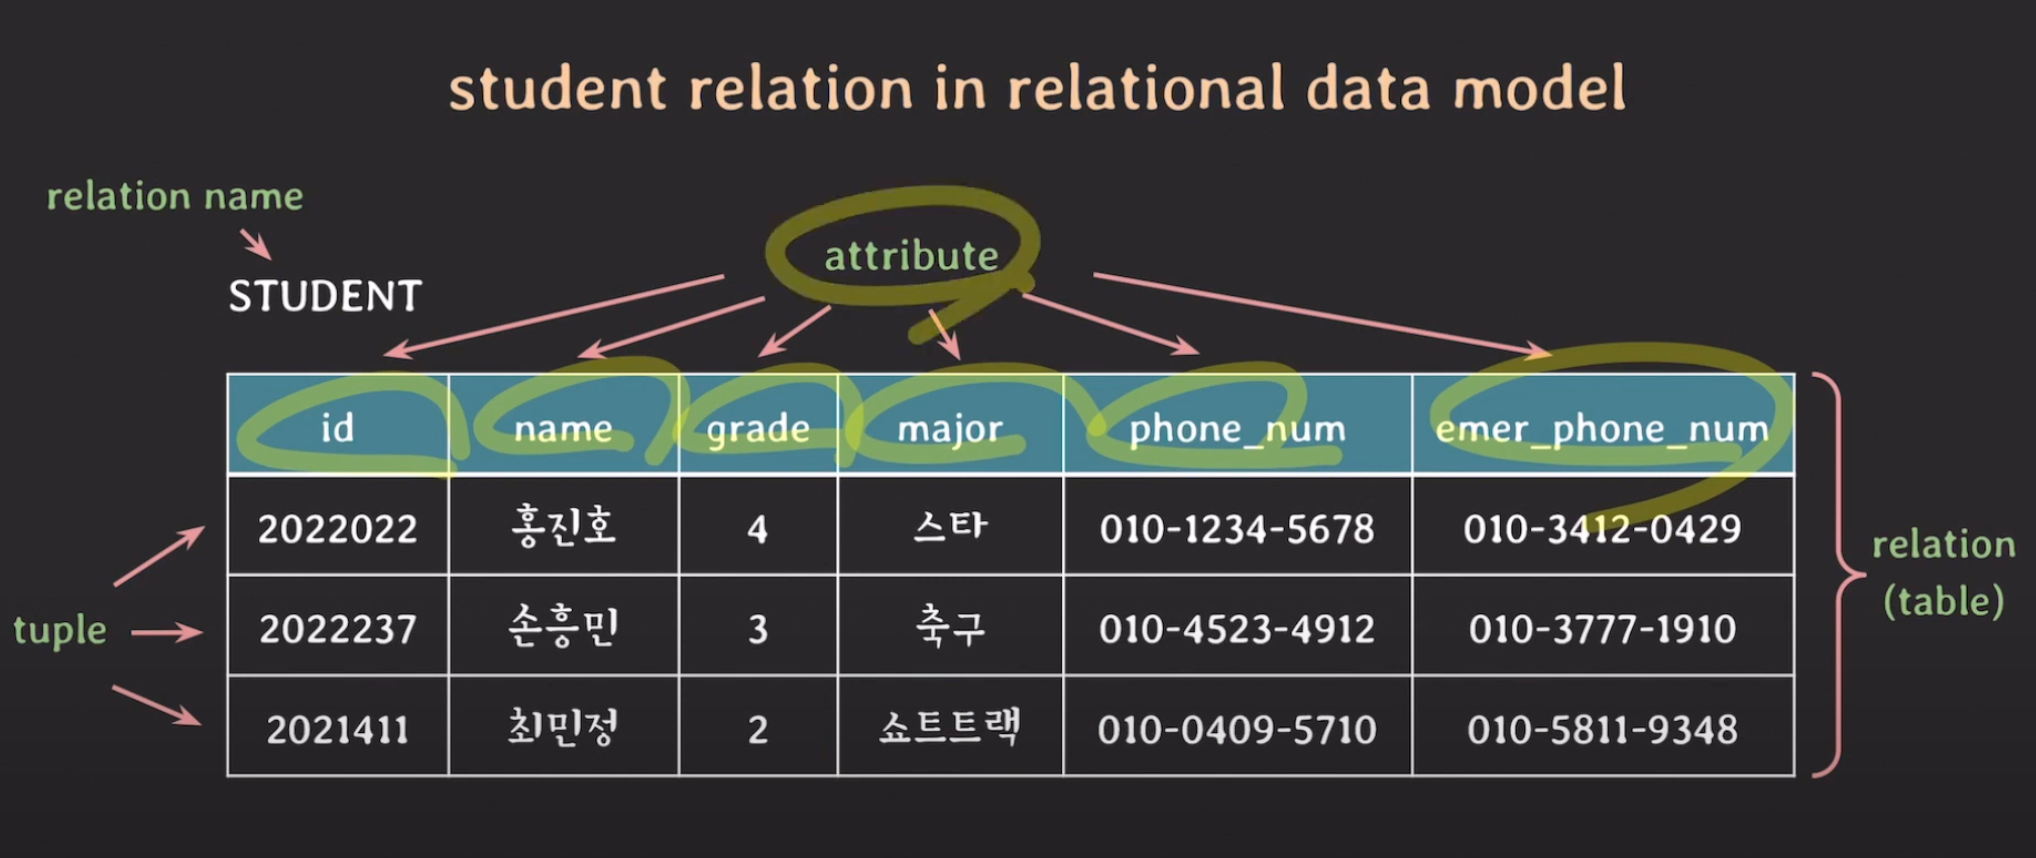 student relation in relational data model
relation name
attribute
STUDENT
id name grade major phone_num emer_phone_num
2022022 홍진호 4 스타 010-1234-5678 010-3412-0429
relation
(table)
tuple
2022237 손흥민 3 축구 010-4523-4912 010-3777-1910
2021411 최민정 2 쇼트트랙 010-0409-5710 010-5811-9348